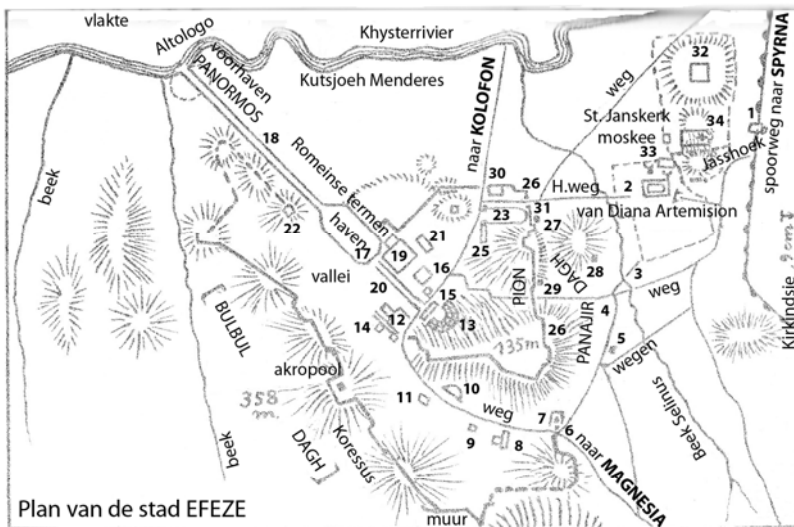 vlakte
Altologo
voorhaven
PANORMOS
Khysterrivier
Kutsjoeh Menderes
naar KOLOFON
weg
32
spoorweg naar SPYRNA
St. Janskerk
moskee
34
1
Jasshoek
33
2
18
Romeinse termen
haven
beek
30
26
H.weg
van Diana Artemision
23
31
27
22
21
25
17
19
16
DAGH
28
3
vallei
20
PION
29
weg
Kirkindsie
15
13
14
12
26
135m
PANAJIR
4
5
wegen
BULBUL
akropool
358
m.
11
10
weg
7
6
9
8
Koressus
DAGH
beek
Beek Selinus
naar MAGNESIA
muur
Plan van de stad EFEZE